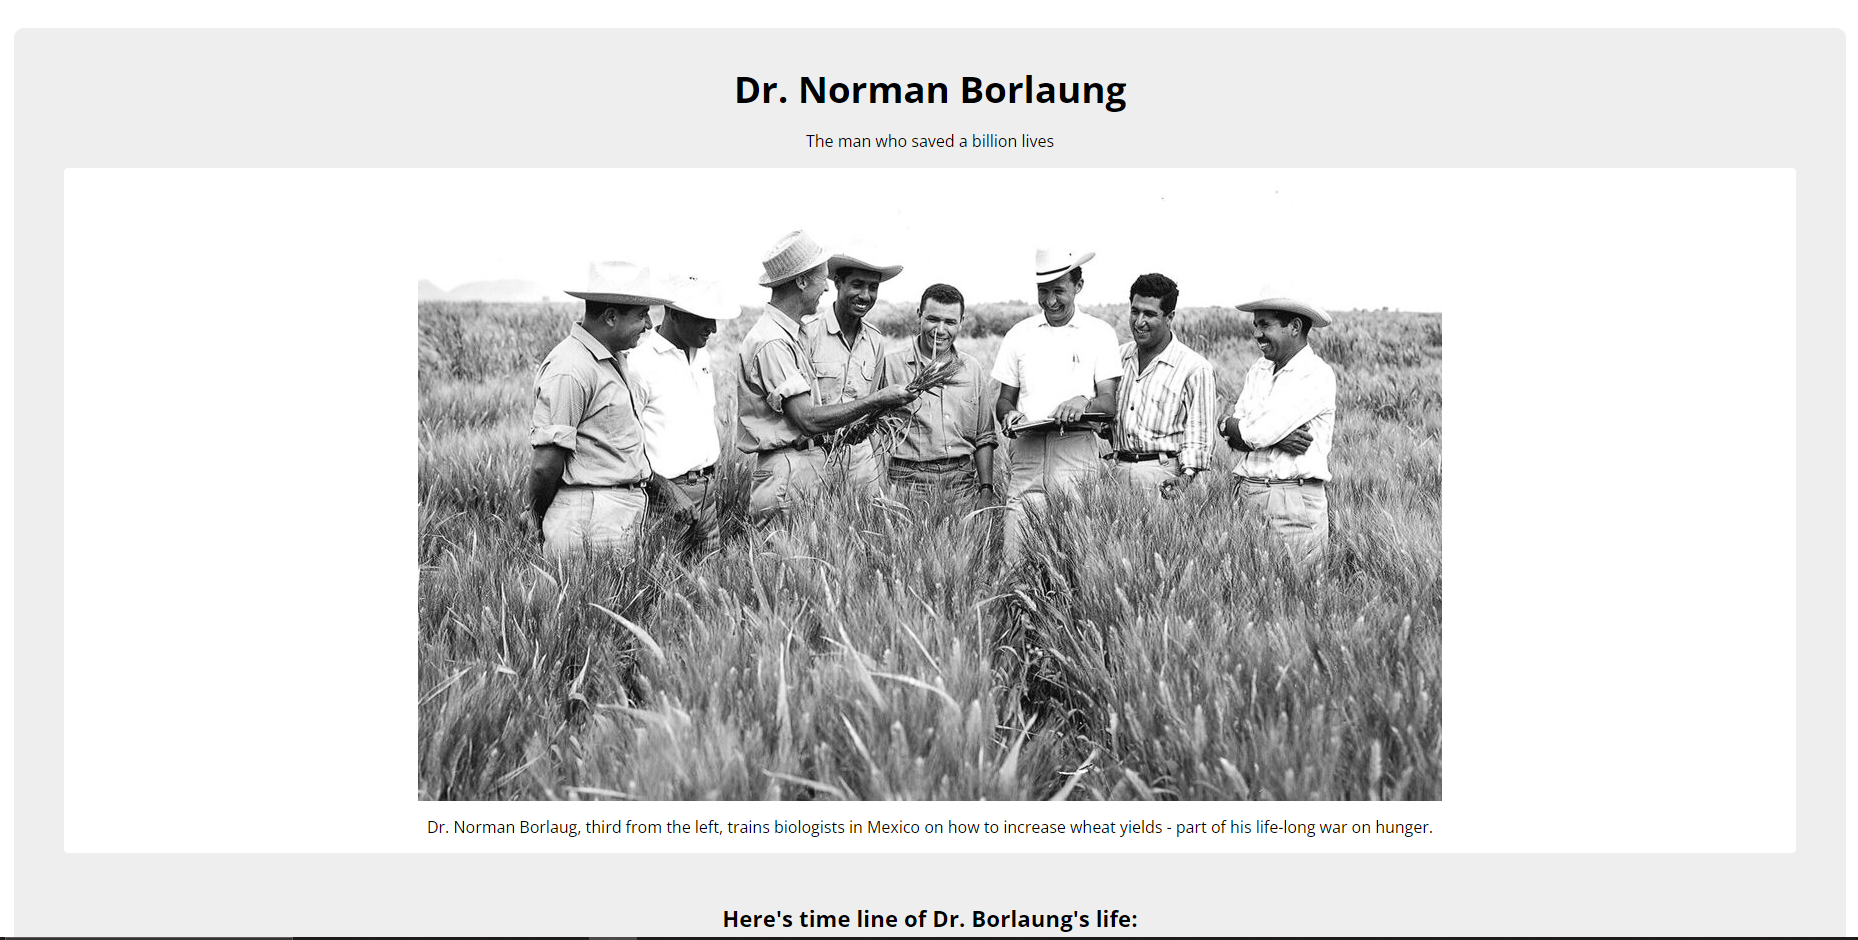 Dr. Norman Borlaung
The man who saved a billion lives
Dr. Norman Borlaug, third from the left, trains biologists in Mexico on how to increase wheat yields - part of his life-long war on hunger.
Here's time line of Dr. Borlaung's life: